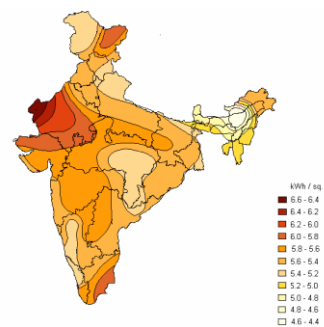 kWh / sq.
6.6 - 6.4
6.4 - 6.2
6.2 - 6.0
6.0 - 5.8
5.8 - 5.6
5.6 - 5.4
5.4 - 5.2
5.2 - 5.0
5.0 - 4.8
4.8 - 4.6
4.6 - 4.4